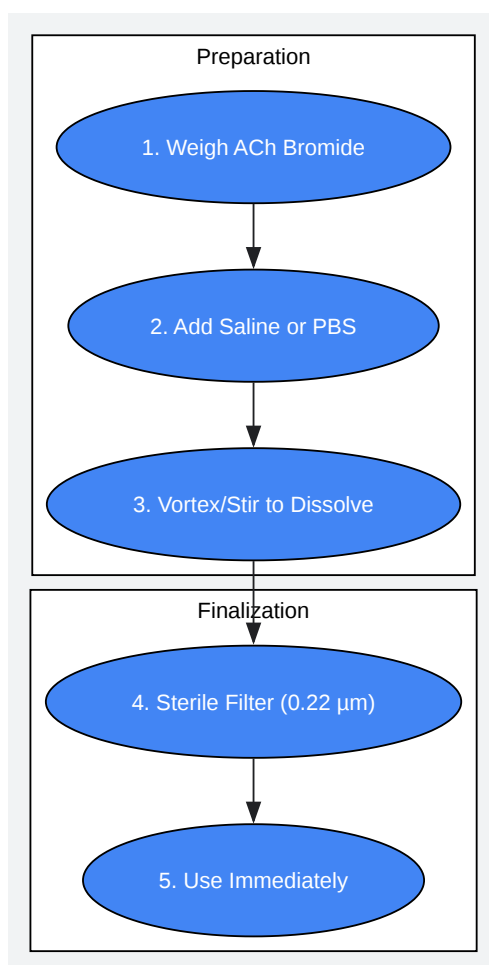 Preparation
1. Weigh ACh Bromide
2. Add Saline or PBS
3. Vortex/Stir to Dissolve
Finalization
4. Sterile Filter (0.22 µm)
5. Use Immediately